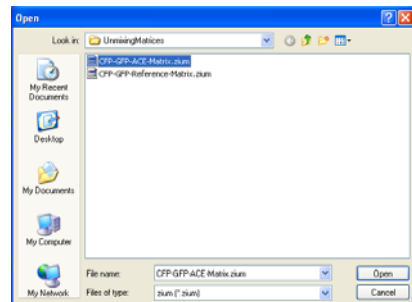 Open
Look in: UnmixingMatices
CFP-GFP-ACE-Matrix.zium
CFP-GFP-Reference-Matrix.zium
My Recent
Documents
Desktop
My Documents
My Computer
My Network
File name: CFP-GFP-ACE-Matrix.zium Open
Files of type: zium (*.zium) Cancel